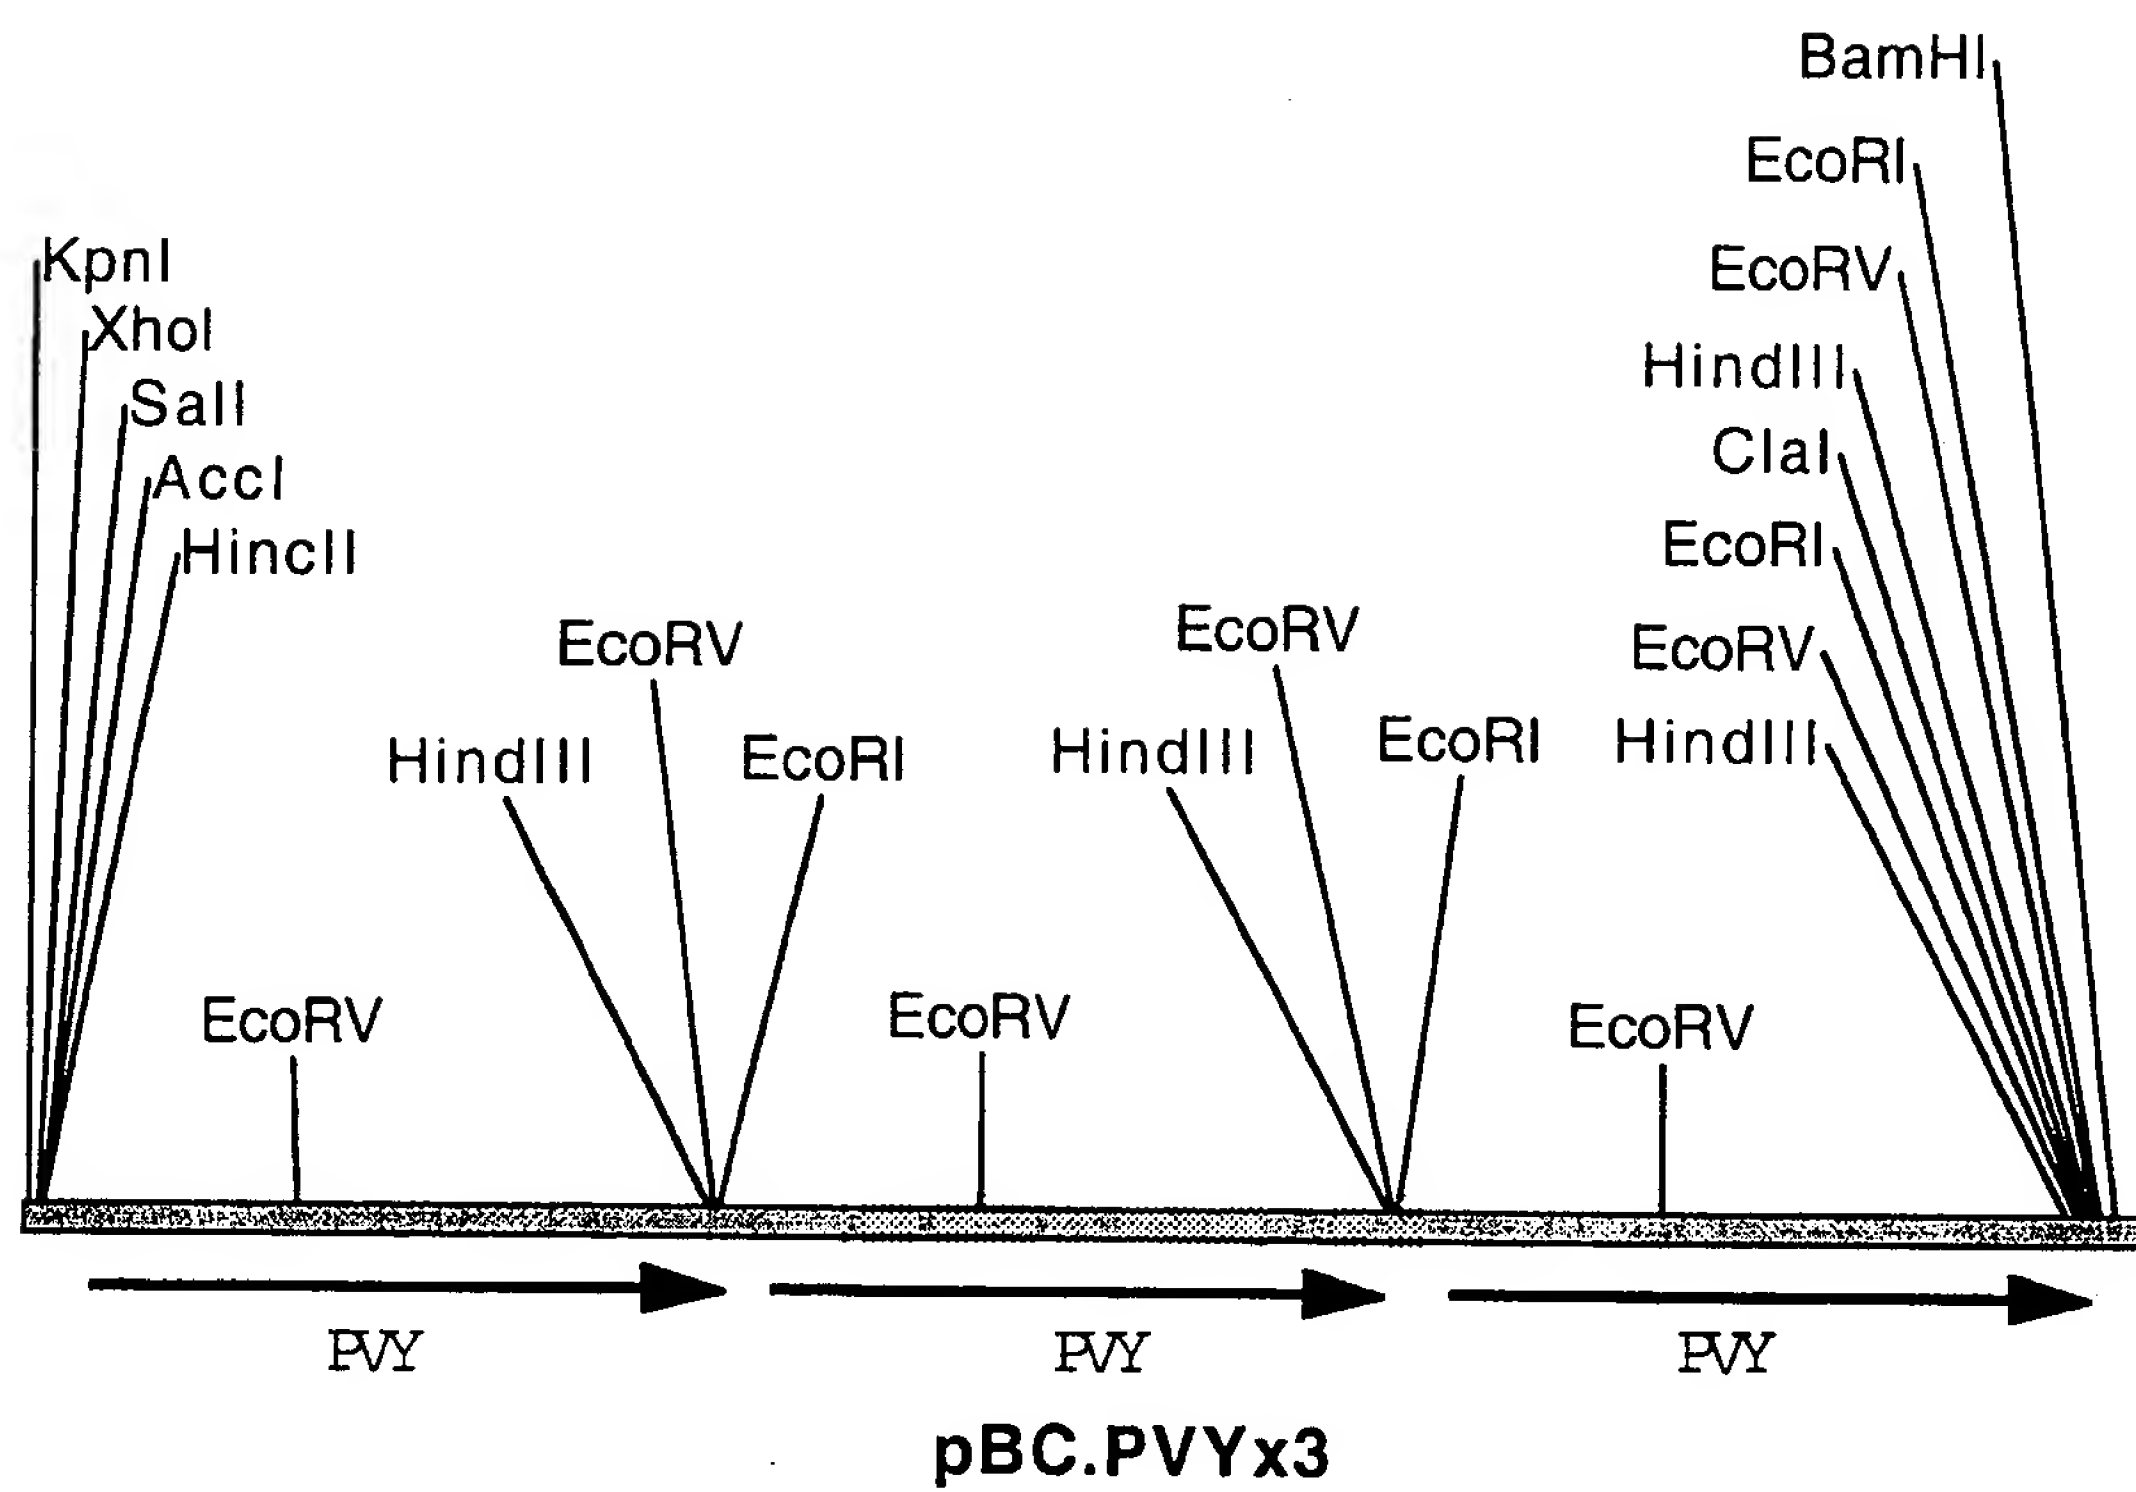 BamHI
EcoRI
KpnI
EcoRV
XhoI
HindIII
SalI
ClaI
AccI
EcoRI
HincII
EcoRV
EcoRV
EcoRV
HindIII
EcoRI
HindIII
EcoRI
HindIII
EcoRV
EcoRV
EcoRV
PVY
PVY
PVY
pBC.PVYx3